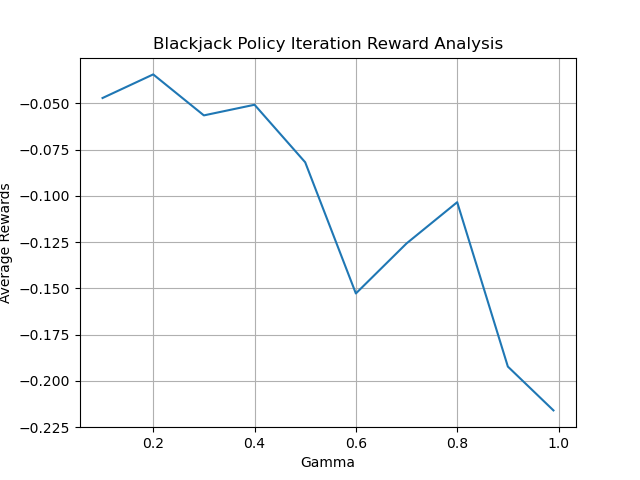 Blackjack Policy Iteration Reward Analysis
−0.050
−0.075
−0.100
−0.125
−0.150
−0.175
−0.200
−0.225
Average Rewards
0.2 0.4 0.6 0.8 1.0
Gamma